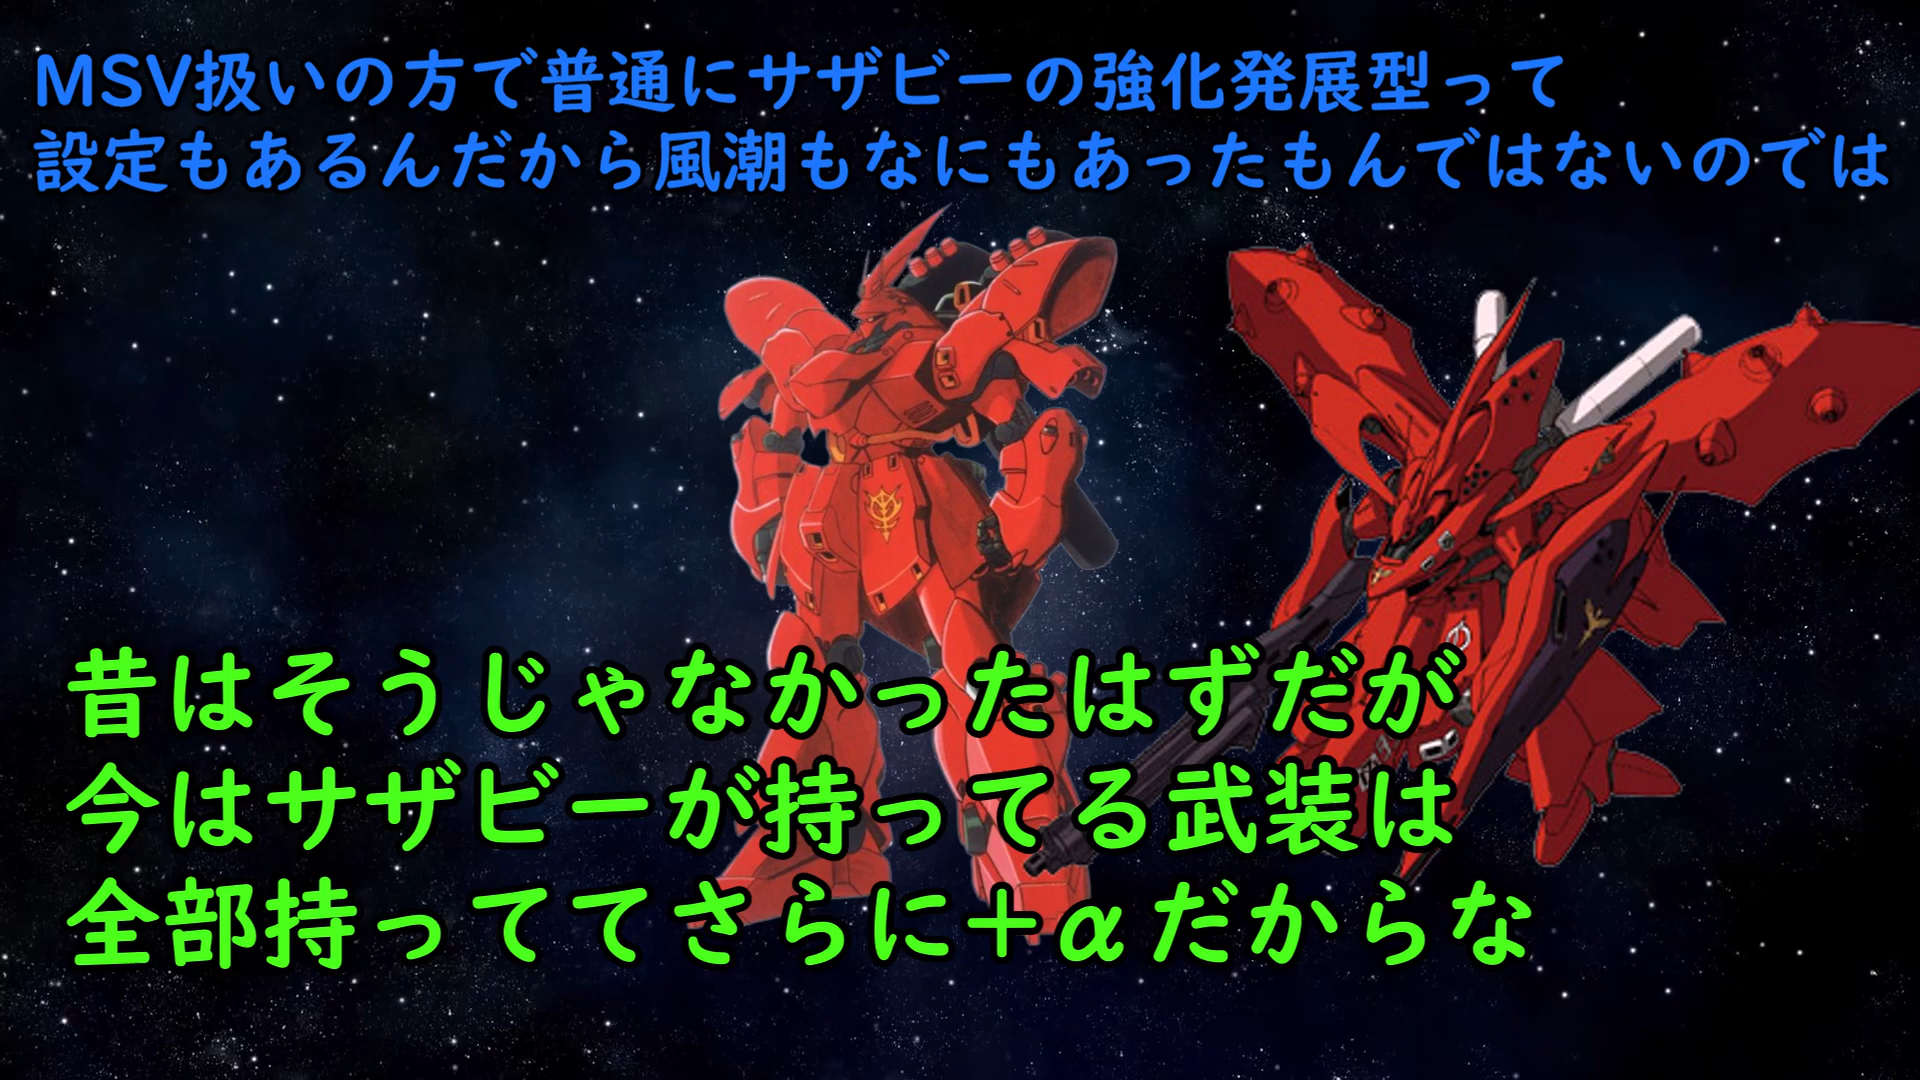 MSV扱いの方で普通にサザビーの強化発展型って
設定もあるんだから風潮もなにもあったもんではないのでは
昔はそうじゃなかったはずだが
今はサザビーが持ってる武装は
全部持っててさらに+αだからな